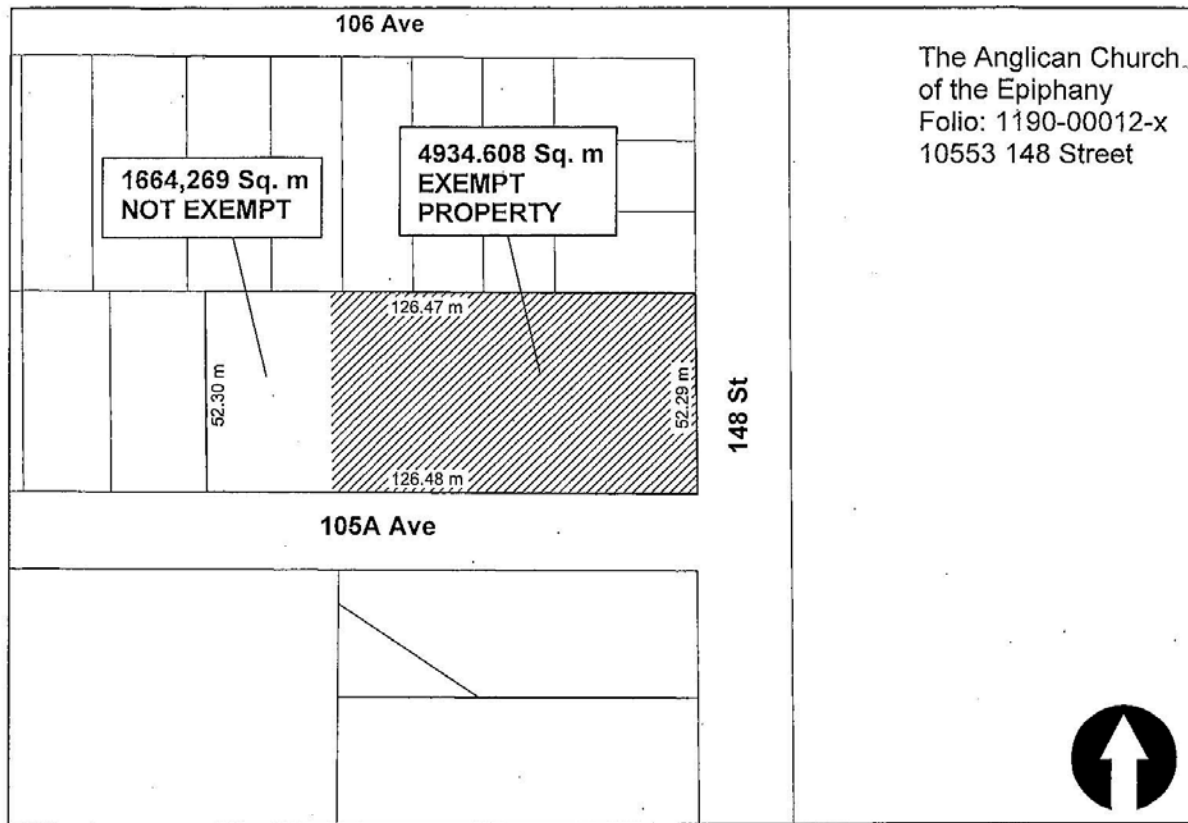 106 Ave
The Anglican Church
of the Epiphany
Folio: 1190-00012-x
10553 148 Street
1664,269 Sq. m
NOT EXEMPT
4934.608 Sq. m
EXEMPT
PROPERTY
126.47 m
52.30 m
52.29 m
148 St
126.48 m
105A Ave